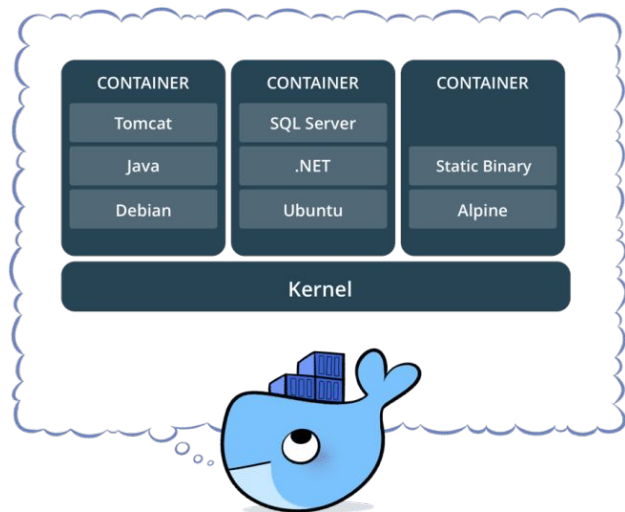 CONTAINER
Tomcat
Java
Debian
CONTAINER
SQL Server
.NET
Ubuntu
CONTAINER
Static Binary
Alpine
Kernel